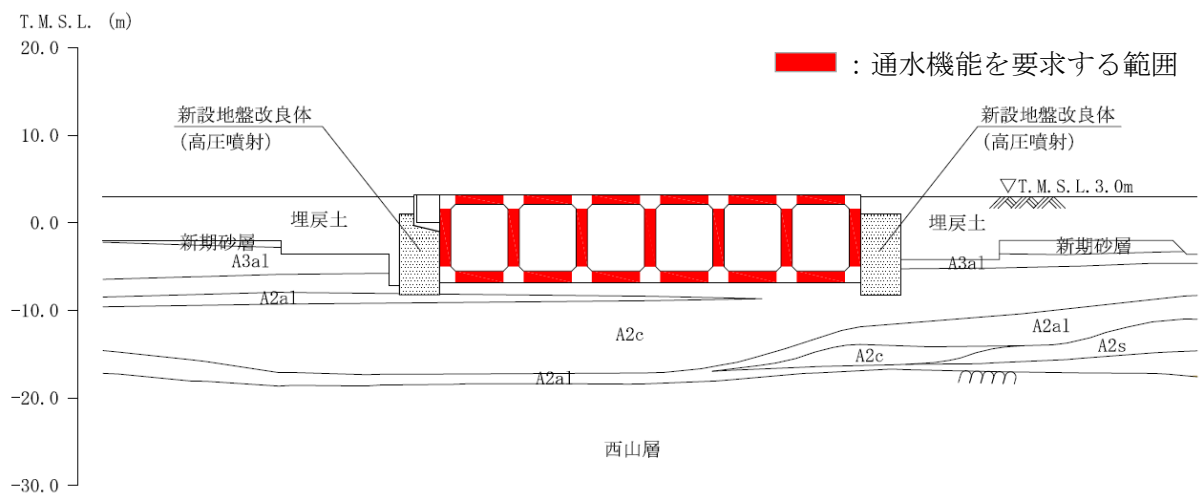 T.M.S.L. (m)
20.0
：通水機能を要求する範囲
新設地盤改良体
(高圧噴射)
新設地盤改良体
(高圧噴射)
10.0
▽T.M.S.L.3.0m
0.0
埋戻土
埋戻土
新期砂層
新期砂層
A3al
A3al
A2al
-10.0
A2c
A2al
A2s
A2c
A2al
-20.0
西山層
-30.0